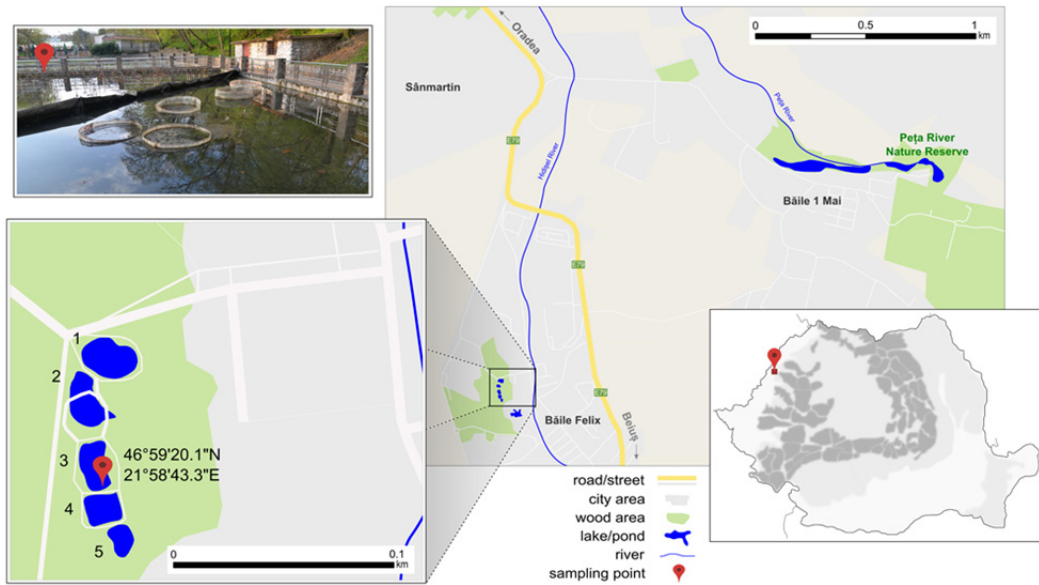 0
0.5
1
km
Oradea
Sânmartin
E79
Hidișel River
Pețа River
Pețа River
Nature Reserve
Băile 1 Mai
E79
1
2
3
46°59'20.1"N
21°58'43.3"E
4
5
0
0.1
km
E79
Băile Felix
Beiuș
road/street
city area
wood area
lake/pond
river
sampling point